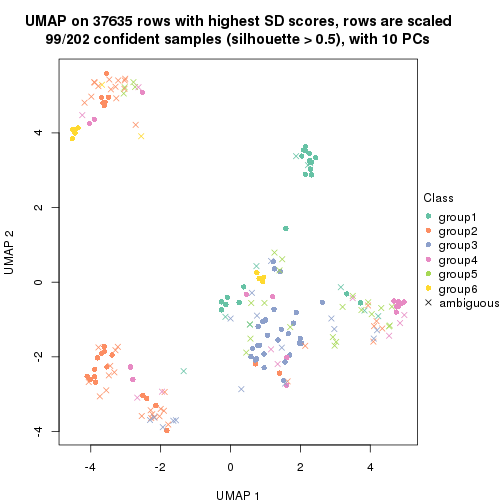 UMAP on 37635 rows with highest SD scores, rows are scaled
99/202 confident samples (silhouette > 0.5), with 10 PCs
4
2
0
-2
-4
UMAP 2
-4
-2
0
2
4
UMAP 1
Class
group1
group2
group3
group4
group5
group6
ambiguous